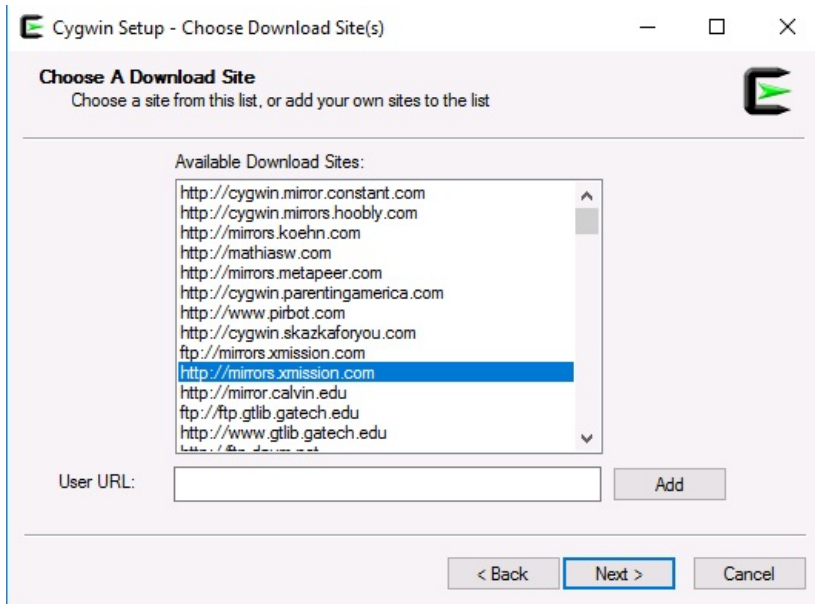 Cygwin Setup - Choose Download Site(s)
Choose A Download Site
Choose a site from this list, or add your own sites to the list
Available Download Sites:
http://cygwin.mirror.constant.com
http://cygwin.mirrors.hoobly.com
http://mirrors.koehn.com
http://mathiasw.com
http://mirrors.metapeer.com
http://cygwin.parentingamerica.com
http://www.pirbot.com
http://cygwin.skazkaforyou.com
ftp://mirrors.xmission.com
http://mirrors.xmission.com
http://mirror.calvin.edu
ftp://ftp.gtlib.gatech.edu
http://www.gtlib.gatech.edu
User URL:
Add
< Back
Next >
Cancel